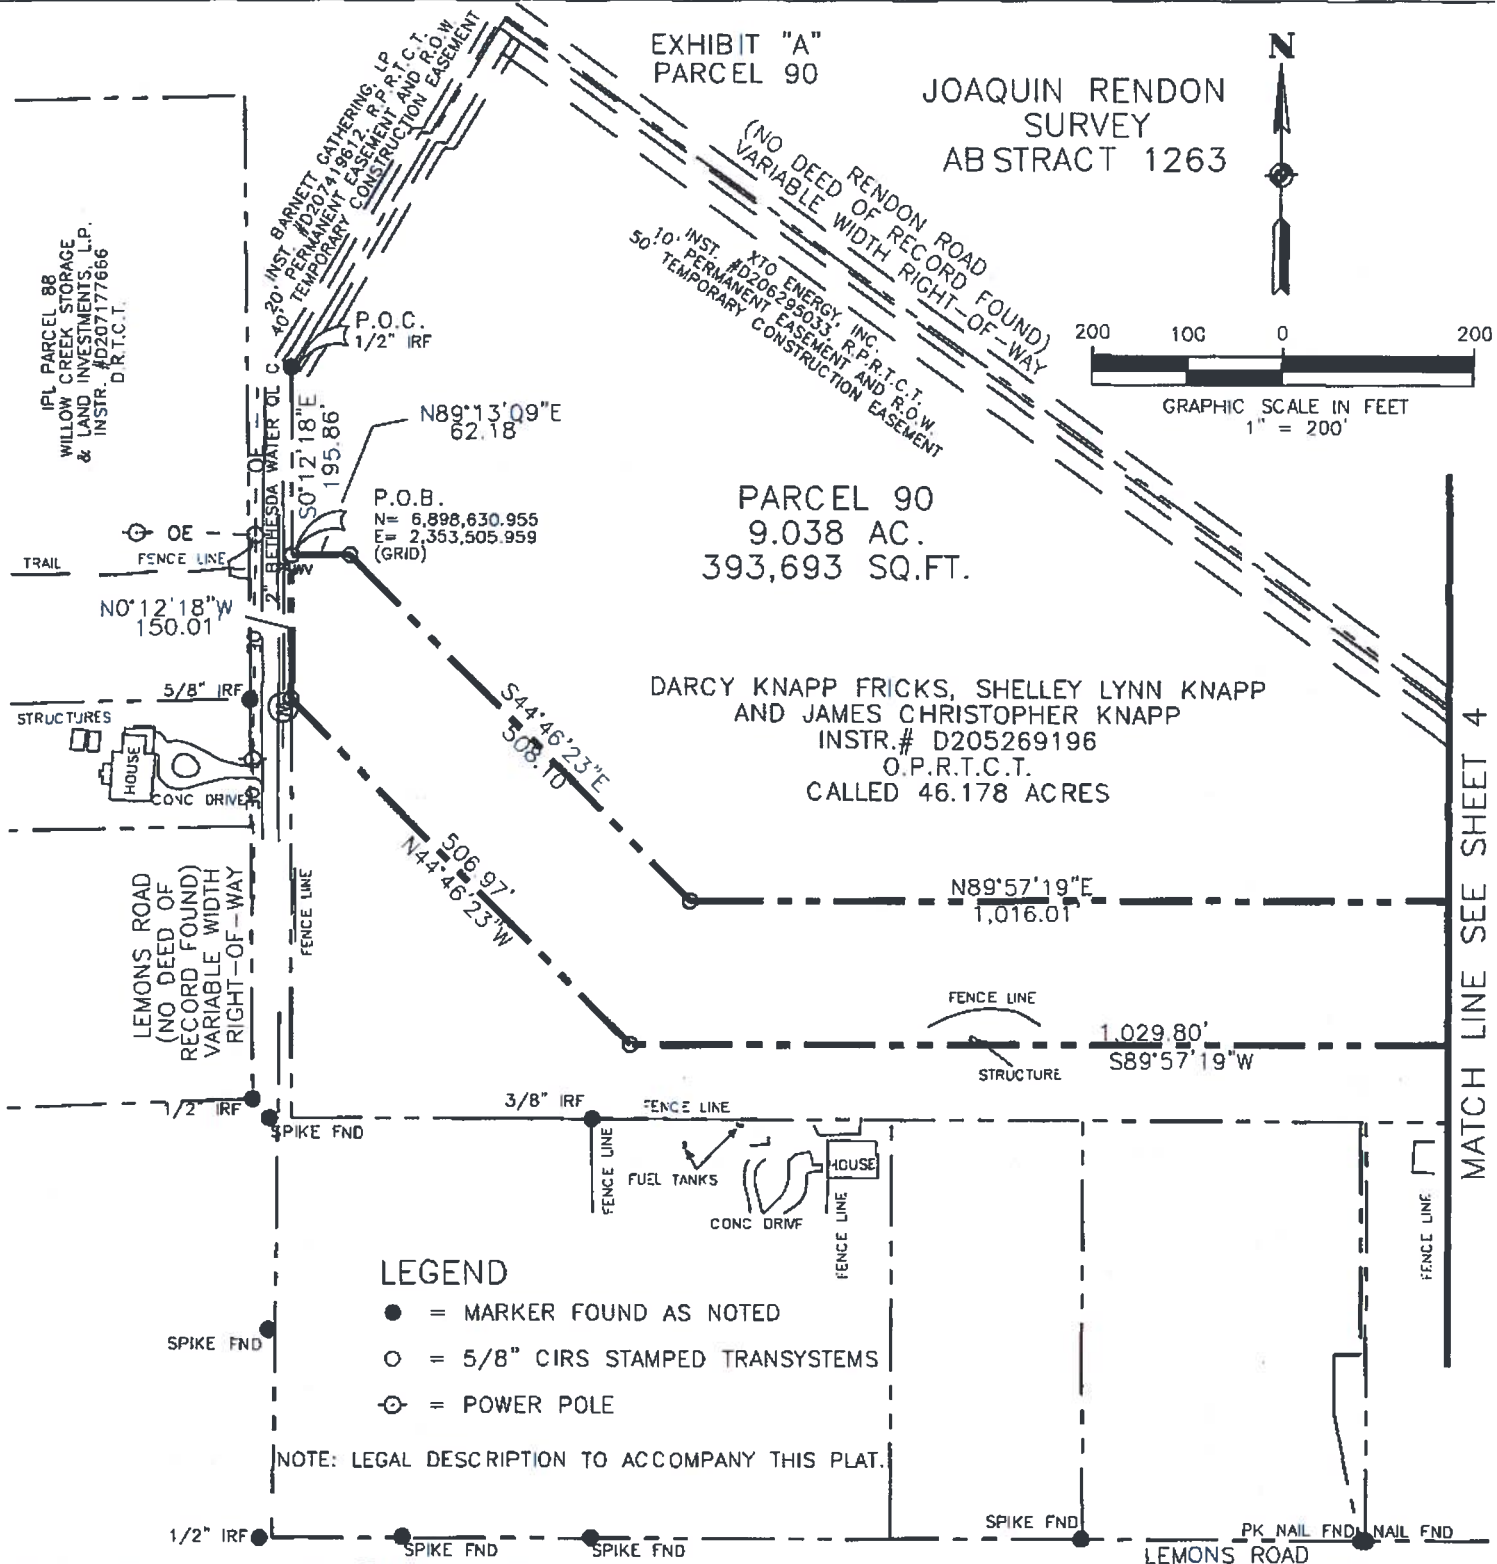 EXHIBIT "A"
PARCEL 90
JOAQUIN RENDON
SURVEY
ABSTRACT 1263
N
BARNETT GATHERING, LP
INST. #D207419612, R.P.R.T.C.T.
20' PERMANENT EASEMENT AND R.O.W.
40' TEMPORARY CONSTRUCTION EASEMENT
RENDON ROAD
(NO DEED OF RECORD FOUND)
VARIABLE WIDTH RIGHT-OF-WAY
XTO ENERGY, INC.
INST. #D206295033, R.P.R.T.C.T.
10' PERMANENT EASEMENT AND R.O.W.
50' TEMPORARY CONSTRUCTION EASEMENT
200 100 0 200
GRAPHIC SCALE IN FEET
1" = 200'
IPL PARCEL 88
WILLOW CREEK STORAGE
& LAND INVESTMENTS, L.P.
INSTR. #D207177666
D.R.T.C.T.
P.O.C.
1/2" IRF
S0°12'18"E
195.86'
N89°13'09"E
62.18'
P.O.B.
N= 6,898,630.955
E= 2,353,505.959
(GRID)
2" BETHESDA WATER QL C
OE
OE
WV
TRAIL
FENCE LINE
N0°12'18"W
150.01'
OE
5/8" IRF
STRUCTURES
HOUSE
CONC DRIVE
OE
PARCEL 90
9.038 AC.
393,693 SQ.FT.
DARCY KNAPP FRICKS, SHELLEY LYNN KNAPP
AND JAMES CHRISTOPHER KNAPP
INSTR.# D205269196
O.P.R.T.C.T.
CALLED 46.178 ACRES
S44°46'23"E
508.10'
506.97'
N44°46'23"W
N89°57'19"E
1,016.01'
MATCH LINE SEE SHEET 4
LEMONS ROAD
(NO DEED OF
RECORD FOUND)
VARIABLE WIDTH
RIGHT-OF-WAY
FENCE LINE
FENCE LINE
1,029.80'
S89°57'19"W
STRUCTURE
1/2" IRF
SPIKE FND
3/8" IRF
FENCE LINE
FENCE LINE
FUEL TANKS
HOUSE
CONC DRIVE
FENCE LINE
FENCE LINE
LEGEND
= MARKER FOUND AS NOTED
= 5/8" CIRS STAMPED TRANSYSTEMS
= POWER POLE
SPIKE FND
NOTE: LEGAL DESCRIPTION TO ACCOMPANY THIS PLAT.
1/2" IRF
SPIKE FND
SPIKE FND
SPIKE FND
PK NAIL FND
NAIL FND
LEMONS ROAD